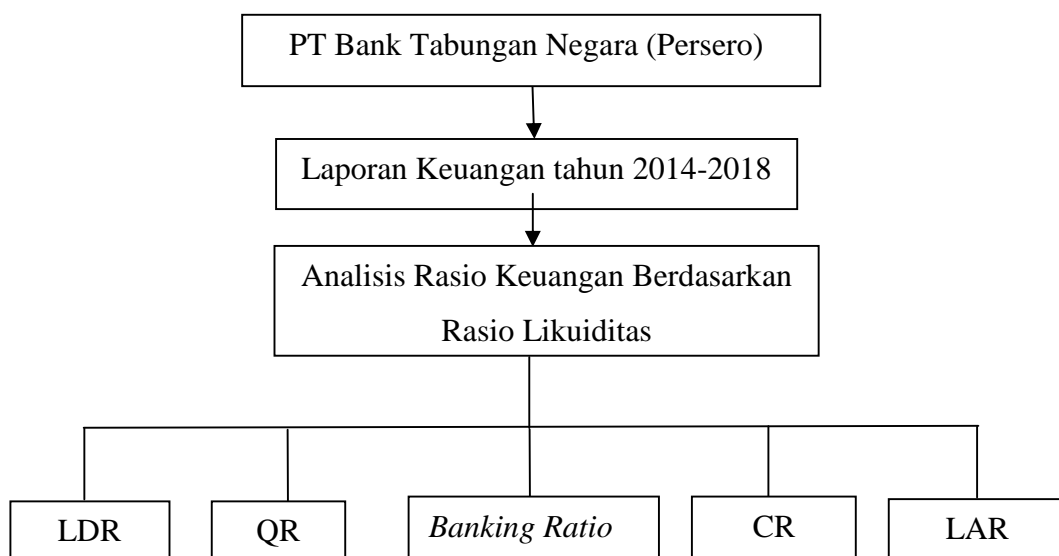 PT Bank Tabungan Negara (Persero)
Laporan Keuangan tahun 2014-2018
Analisis Rasio Keuangan Berdasarkan
Rasio Likuiditas
LDR
QR
Banking Ratio
CR
LAR